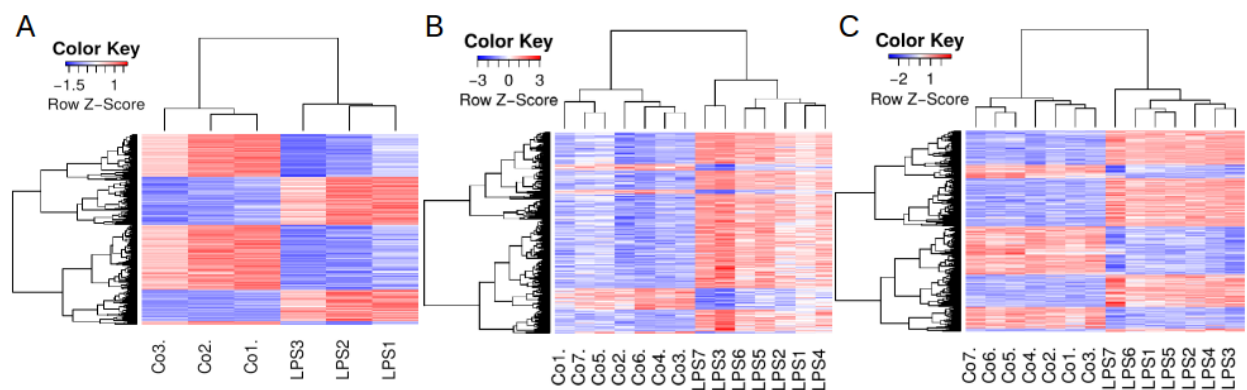 A
B
C
Color Key
-1.5 1
Row Z-Score
Color Key
-3 0 3
Row Z-Score
Color Key
-2 1
Row Z-Score
Co3. Co2. Co1. LPS3 LPS2 LPS1
Co1. Co7. Co5. Co2. Co6. Co4. Co3. LPS7 LPS3 LPS6 LPS5 LPS2 LPS1 LPS4
Co7. Co6. Co5. Co4. Co2. Co1. Co3. LPS7 LPS6 LPS1 LPS5 LPS2 LPS4 LPS3